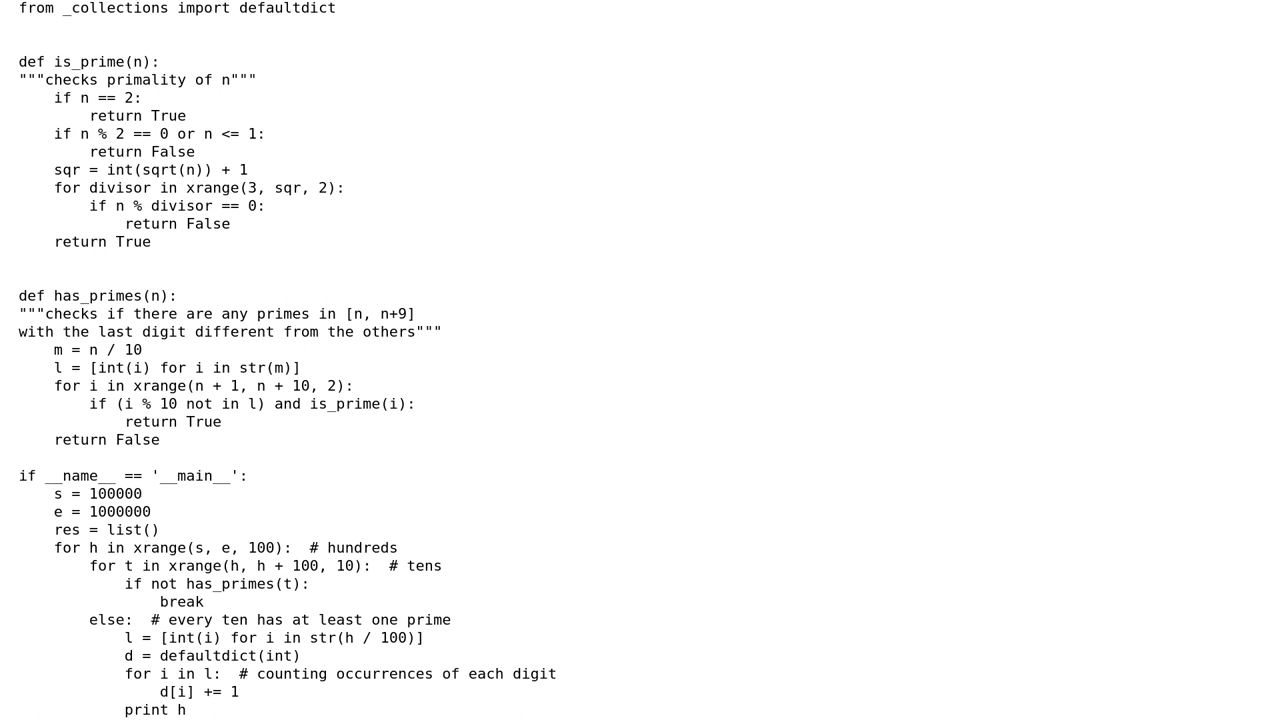 from _collections import defaultdict
def is_prime(n):
"""checks primality of n"""
    if n == 2:
        return True
    if n % 2 == 0 or n <= 1:
        return False
    sqr = int(sqrt(n)) + 1
    for divisor in xrange(3, sqr, 2):
        if n % divisor == 0:
            return False
    return True
def has_primes(n):
"""checks if there are any primes in [n, n+9]
with the last digit different from the others"""
    m = n / 10
    l = [int(i) for i in str(m)]
    for i in xrange(n + 1, n + 10, 2):
        if (i % 10 not in l) and is_prime(i):
            return True
    return False
if __name__ == '__main__':
    s = 100000
    e = 1000000
    res = list()
    for h in xrange(s, e, 100):  # hundreds
        for t in xrange(h, h + 100, 10):  # tens
            if not has_primes(t):
                break
        else:  # every ten has at least one prime
            l = [int(i) for i in str(h / 100)]
            d = defaultdict(int)
            for i in l:  # counting occurrences of each digit
                d[i] += 1
            print h